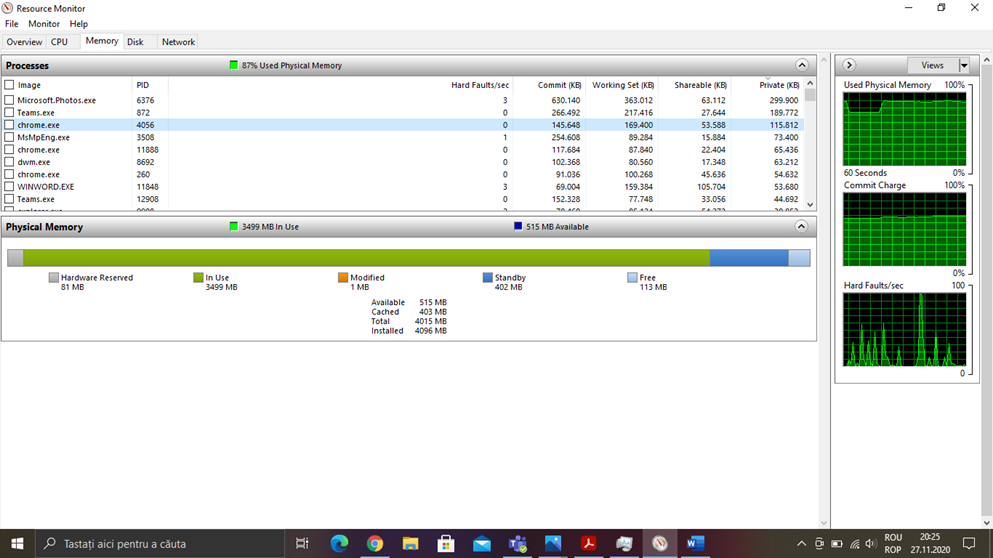 Resource Monitor
File Monitor Help
Overview CPU Memory Disk Network
Processes 87% Used Physical Memory
Image PID Hard Faults/sec Commit (KB) Working Set (KB) Shareable (KB) Private (KB)
Microsoft.Photos.exe 6376 3 630.140 363.012 63.112 299.900
Teams.exe 872 0 266.492 217.416 27.644 189.772
chrome.exe 4056 0 145.648 169.400 53.588 115.812
MsMpEng.exe 3508 1 254.608 89.284 15.884 73.400
chrome.exe 11888 0 117.684 87.840 22.404 65.436
dwm.exe 8692 0 102.368 80.560 17.348 63.212
chrome.exe 260 0 91.036 100.268 45.636 54.632
WINWORD.EXE 11848 3 69.004 159.384 105.704 53.680
Teams.exe 12908 0 152.328 77.748 33.056 44.692
Physical Memory 3499 MB In Use 515 MB Available
Hardware Reserved
81 MB
In Use
3499 MB
Modified
1 MB
Standby
402 MB
Free
113 MB
Available 515 MB
Cached 403 MB
Total 4015 MB
Installed 4096 MB
Views
Used Physical Memory 100%
60 Seconds 0%
Commit Charge 100%
0%
Hard Faults/sec 100
0
Tastați aici pentru a căuta
ROU 20:25
ROP 27.11.2020